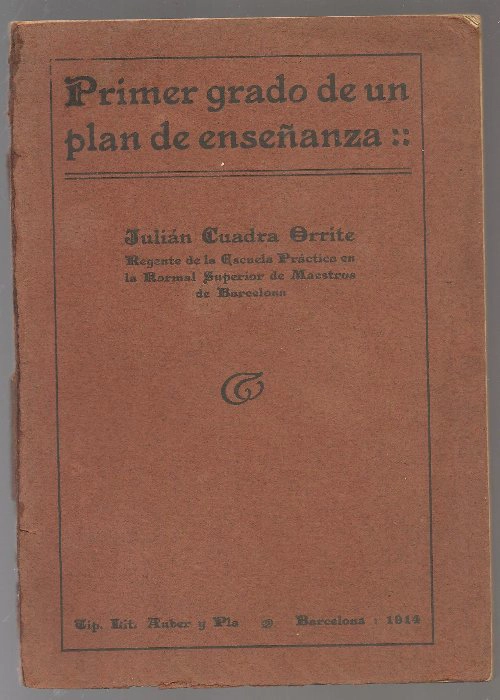 Primer grado de un
plan de enseñanza ::
Julián Cuadra Orrite
Regente de la Escuela Práctica en
la Normal Superior de Maestros
de Barcelona
Tip. Lit. Auber y Pla Barcelona : 1914